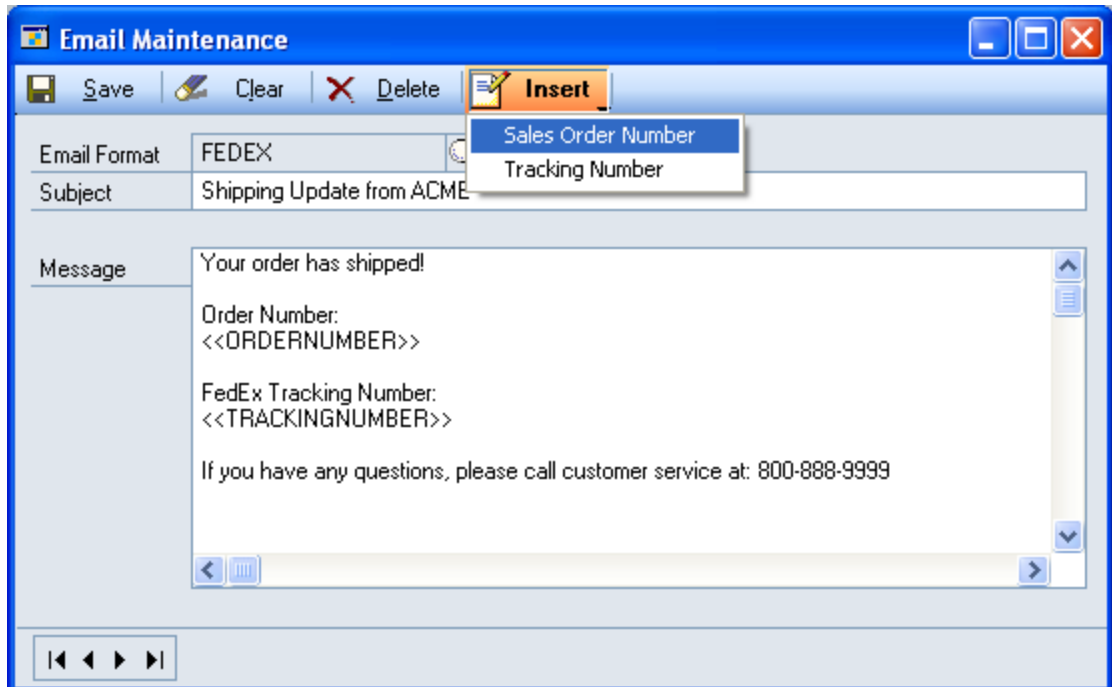 Email Maintenance
Save Clear Delete Insert
Sales Order Number
Tracking Number
Email Format FEDEX
Subject Shipping Update from ACME
Message Your order has shipped!
Order Number:
<<ORDERNUMBER>>
FedEx Tracking Number:
<<TRACKINGNUMBER>>
If you have any questions, please call customer service at: 800-888-9999